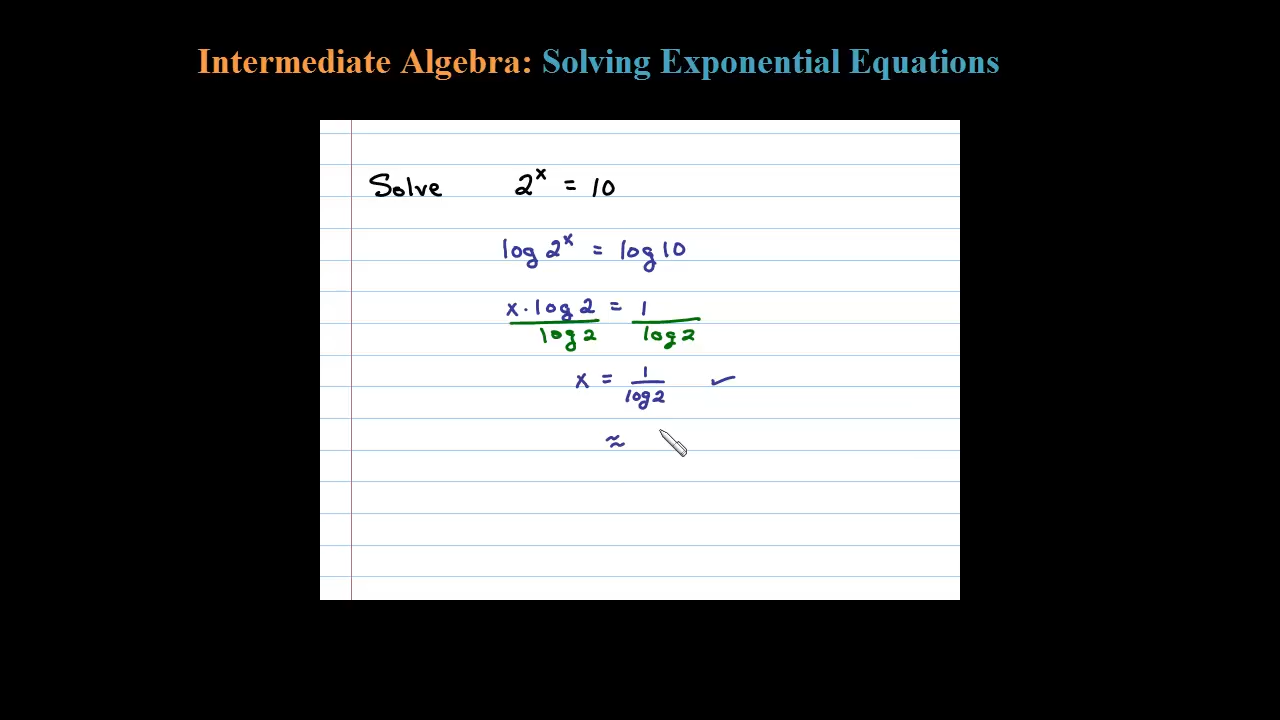 Intermediate Algebra: Solving Exponential Equations
Solve 2^x = 10
log 2^x = log 10
x · log 2 = 1
log 2 log 2
x = 1/log 2 ✓
≈